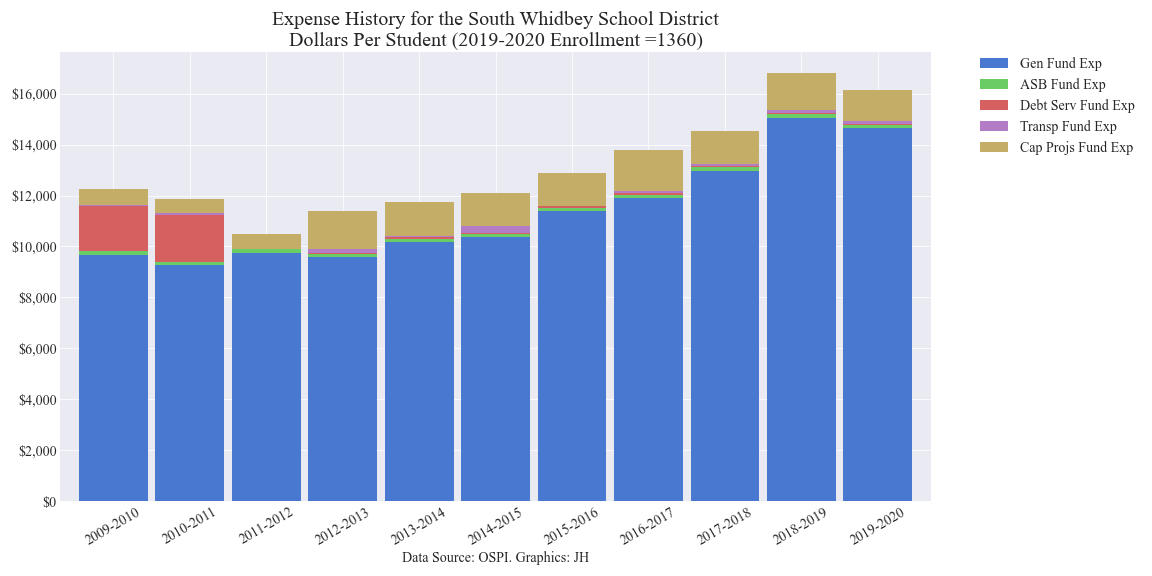 Expense History for the South Whidbey School District
Dollars Per Student (2019-2020 Enrollment =1360)
Gen Fund Exp
ASB Fund Exp
Debt Serv Fund Exp
Transp Fund Exp
Cap Projs Fund Exp
$16,000
$14,000
$12,000
$10,000
$8,000
$6,000
$4,000
$2,000
$0
2009-2010
2010-2011
2011-2012
2012-2013
2013-2014
2014-2015
2015-2016
2016-2017
2017-2018
2018-2019
2019-2020
Data Source: OSPI. Graphics: JH